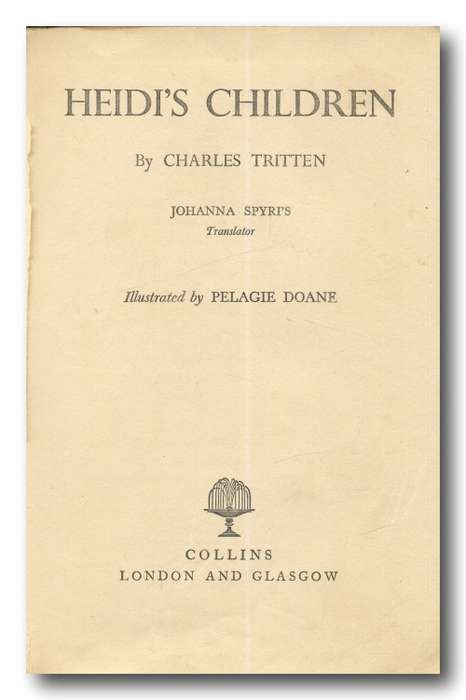 HEIDI'S CHILDREN
By CHARLES TRITTEN
JOHANNA SPYRI'S
Translator
Illustrated by PELAGIE DOANE
COLLINS
LONDON AND GLASGOW